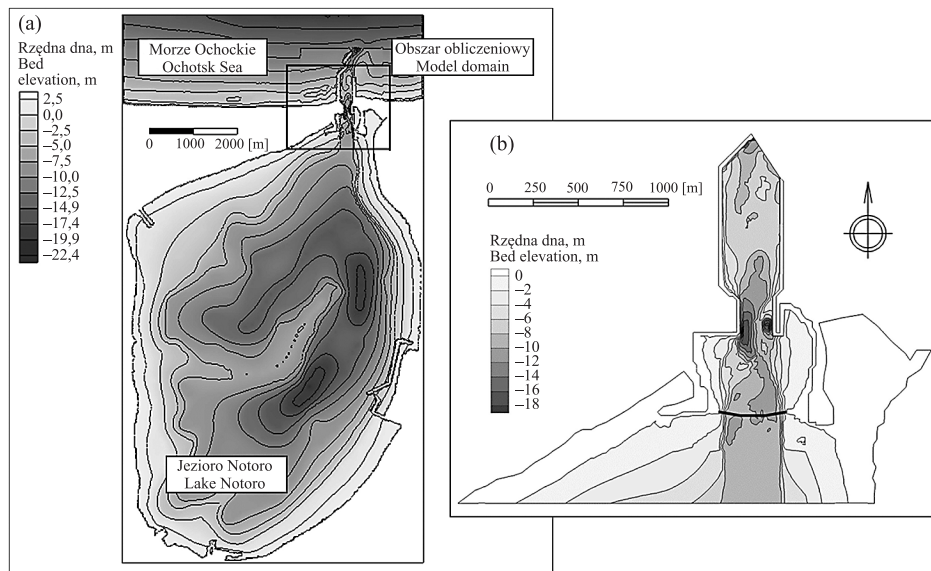 (a)
Rzędna dna, m
Bed
elevation, m
2,5
0,0
−2,5
−5,0
−7,5
−10,0
−12,5
−14,9
−17,4
−19,9
−22,4
Morze Ochockie
Ochotsk Sea
Obszar obliczeniowy
Model domain
0 1000 2000 [m]
Jezioro Notoro
Lake Notoro
(b)
0 250 500 750 1000 [m]
Rzędna dna, m
Bed elevation, m
0
−2
−4
−6
−8
−10
−12
−14
−16
−18